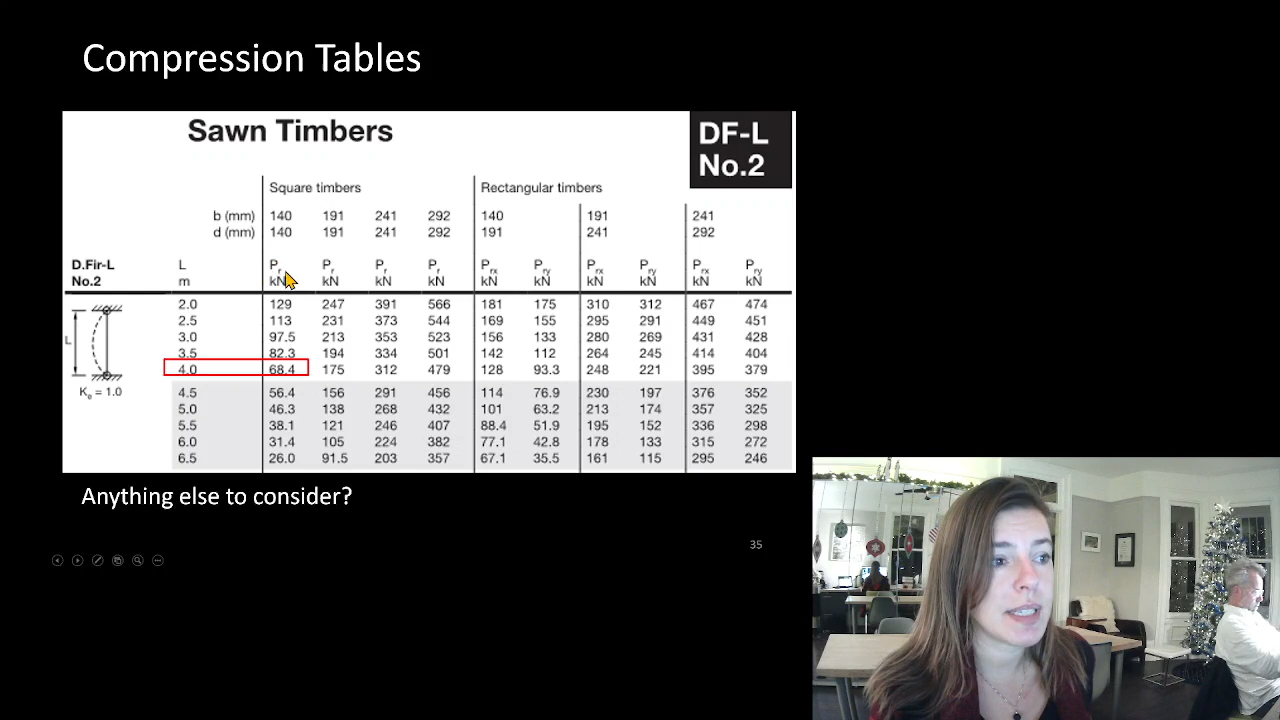 Compression Tables
Sawn Timbers
DF-L
No.2
Square timbers Rectangular timbers
b (mm) 140 191 241 292 140 191 241
d (mm) 140 191 241 292 191 241 292
D.Fir-L L Pr Pr Pr Pr Prx Pry Prx Pry Prx Pry
No.2 m kN kN kN kN kN kN kN kN kN kN
2.0 129 247 391 566 181 175 310 312 467 474
2.5 113 231 373 544 169 155 295 291 449 451
3.0 97.5 213 353 523 156 133 280 269 431 428
3.5 82.3 194 334 501 142 112 264 245 414 404
4.0 68.4 175 312 479 128 93.3 248 221 395 379
4.5 56.4 156 291 456 114 76.9 230 197 376 352
5.0 46.3 138 268 432 101 63.2 213 174 357 325
5.5 38.1 121 246 407 88.4 51.9 195 152 336 298
6.0 31.4 105 224 382 77.1 42.8 178 133 315 272
6.5 26.0 91.5 203 357 67.1 35.5 161 115 295 246
L
Ke = 1.0
Anything else to consider?
35